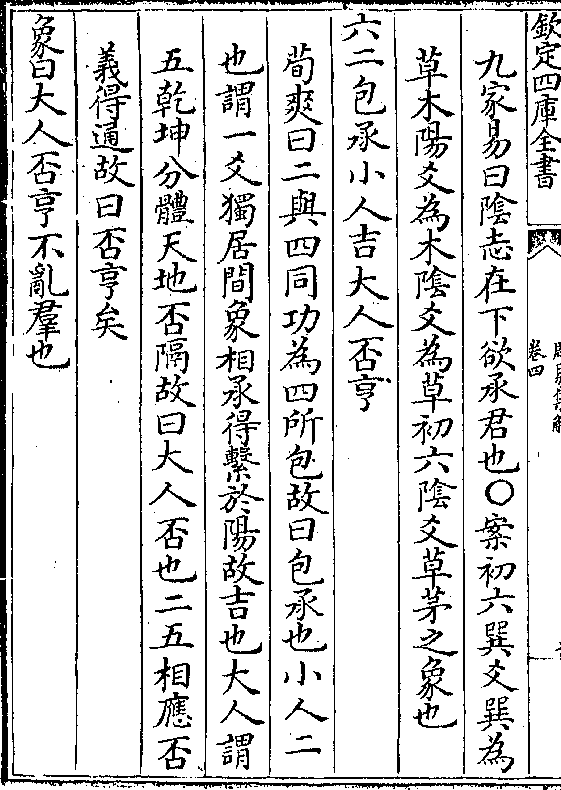 欽定四庫全書
卷四
九家易曰陰志在下欲承君也〇案初六巽爻巽為
草木陽爻為木陰爻為草初六陰爻草茅之象也
六二包承小人吉大人否亨
荀爽曰二與四同功為四所包故曰包承也小人二
也謂一爻獨居間象相承得繫於陽故吉也大人謂
五乾坤分體天地否隔故曰大人否也二五相應否
義得通故曰否亨矣
象曰大人否亨不亂羣也